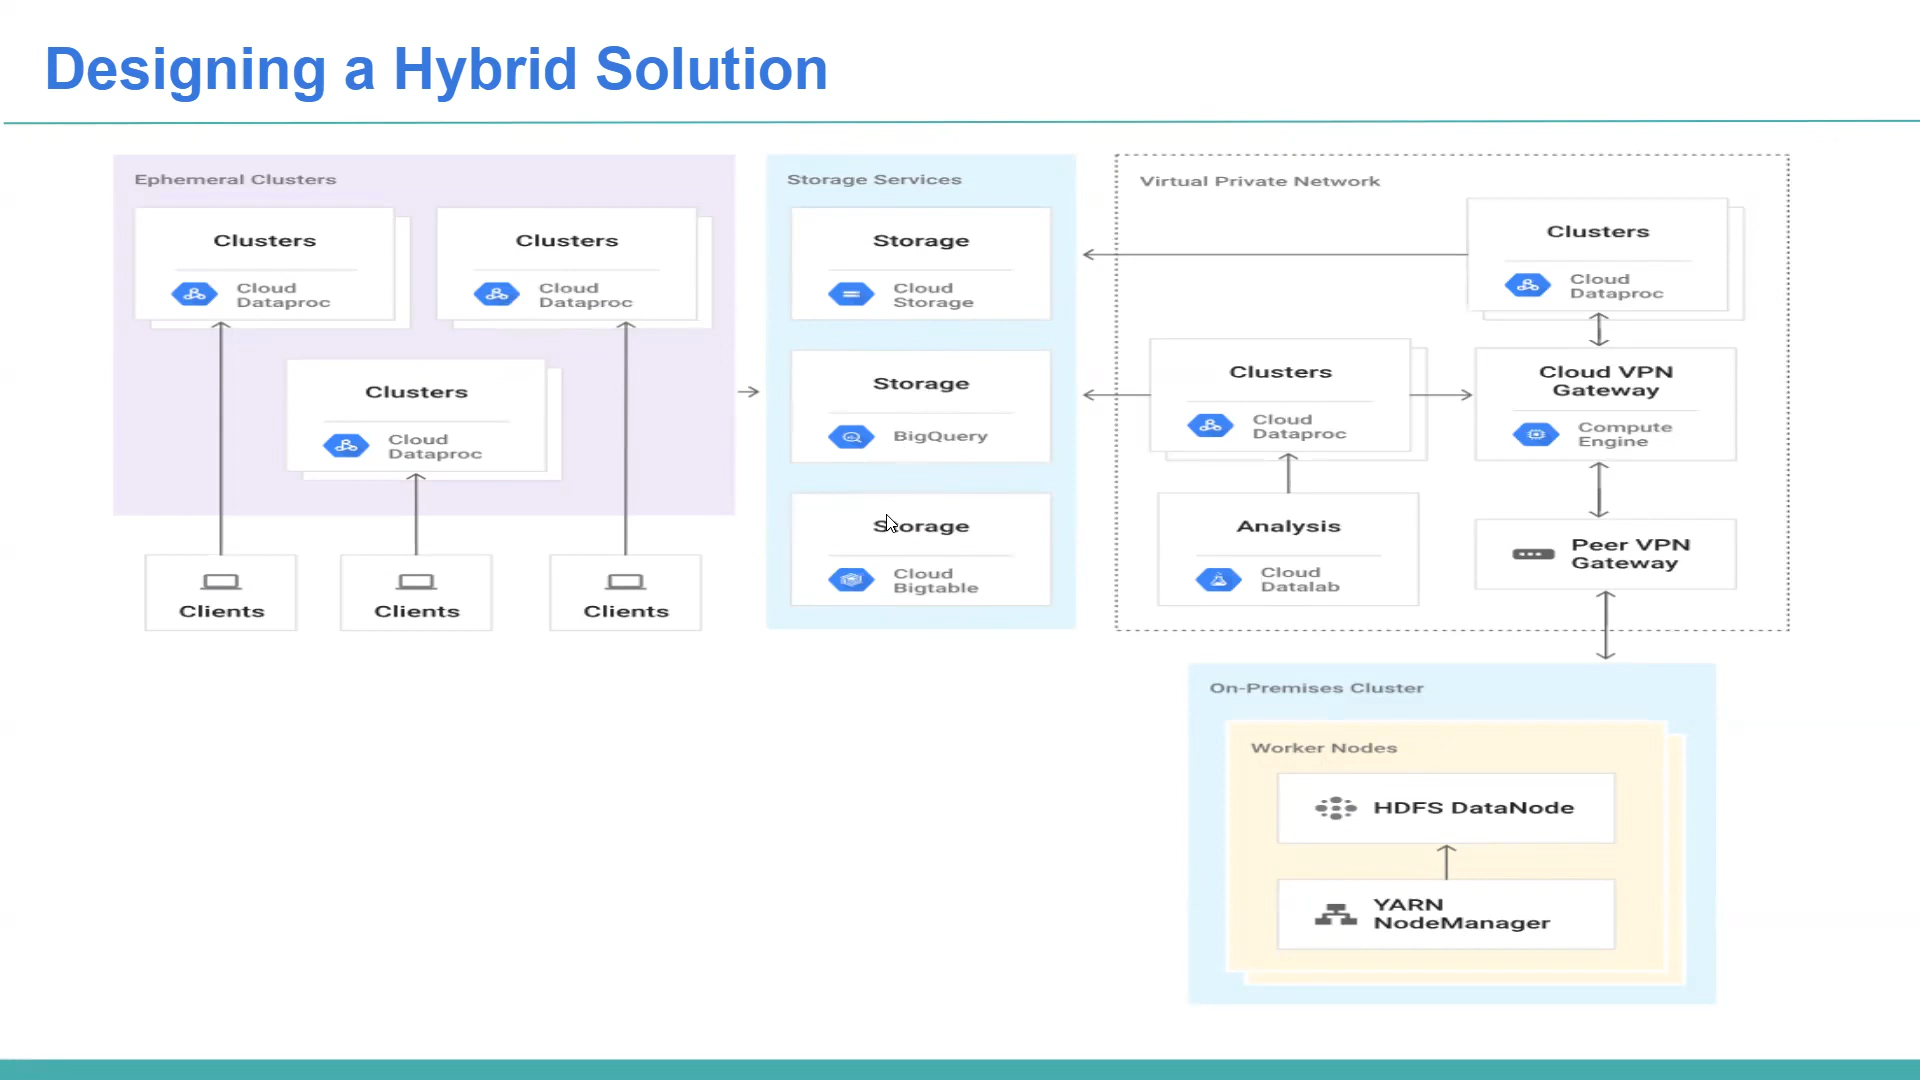 Designing a Hybrid Solution
Ephemeral Clusters
Clusters
Cloud
Dataproc
Clusters
Cloud
Dataproc
Clusters
Cloud
Dataproc
Clients
Clients
Clients
Storage Services
Storage
Cloud
Storage
Storage
BigQuery
Storage
Cloud
Bigtable
Virtual Private Network
Clusters
Cloud
Dataproc
Clusters
Cloud
Dataproc
Cloud VPN
Gateway
Compute
Engine
Analysis
Cloud
Datalab
Peer VPN
Gateway
On-Premises Cluster
Worker Nodes
HDFS DataNode
YARN
NodeManager